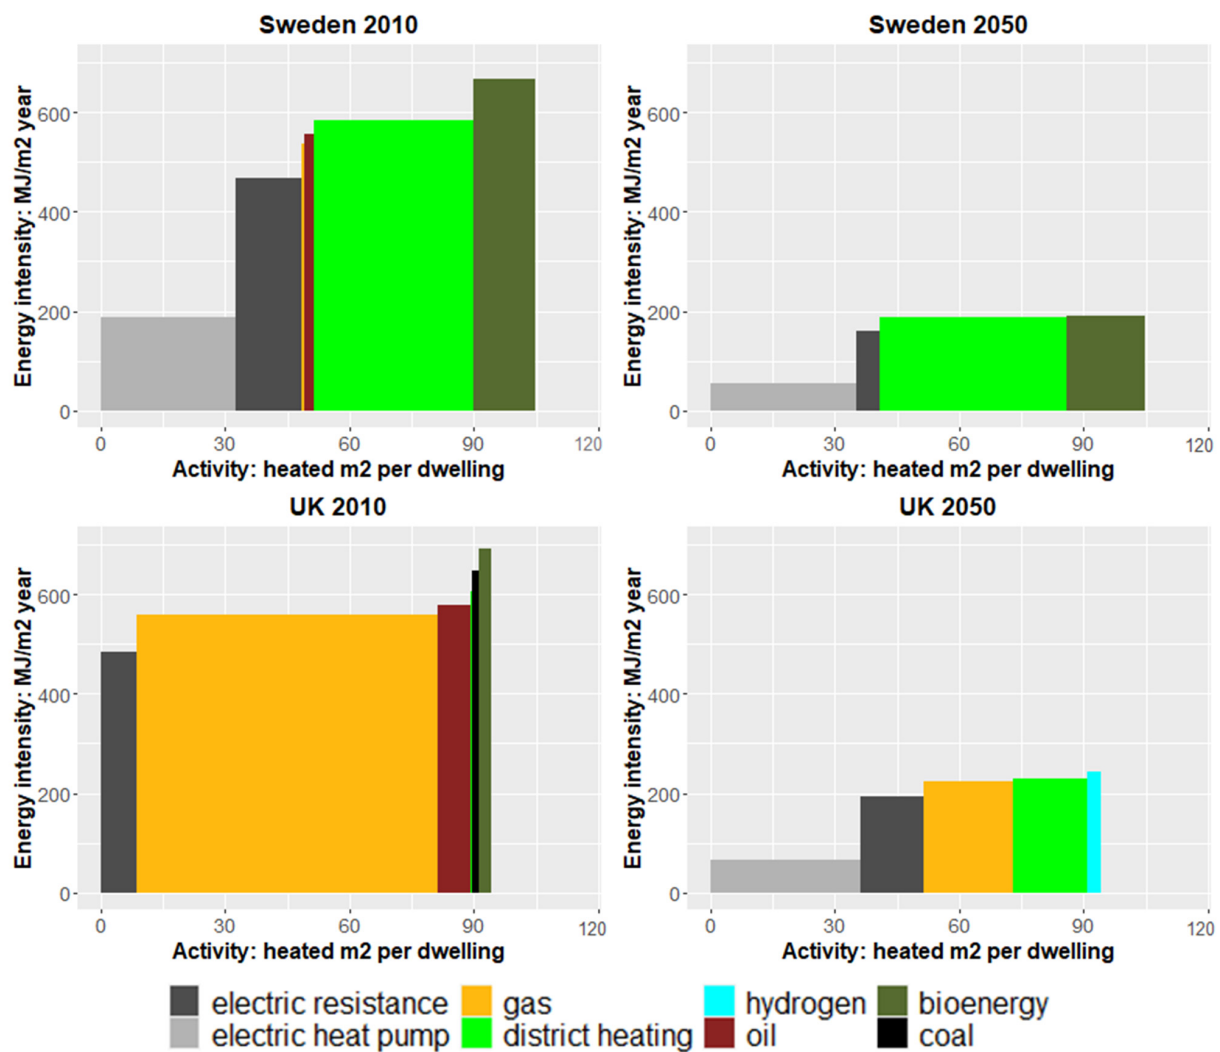 Sweden 2010
Sweden 2050
Energy intensity: MJ/m2 year
600
400
200
0
0 30 60 90 120
Activity: heated m2 per dwelling
Energy intensity: MJ/m2 year
600
400
200
0
0 30 60 90 120
Activity: heated m2 per dwelling
UK 2010
UK 2050
Energy intensity: MJ/m2 year
600
400
200
0
0 30 60 90 120
Activity: heated m2 per dwelling
Energy intensity: MJ/m2 year
600
400
200
0
0 30 60 90 120
Activity: heated m2 per dwelling
electric resistance gas hydrogen bioenergy
electric heat pump district heating oil coal